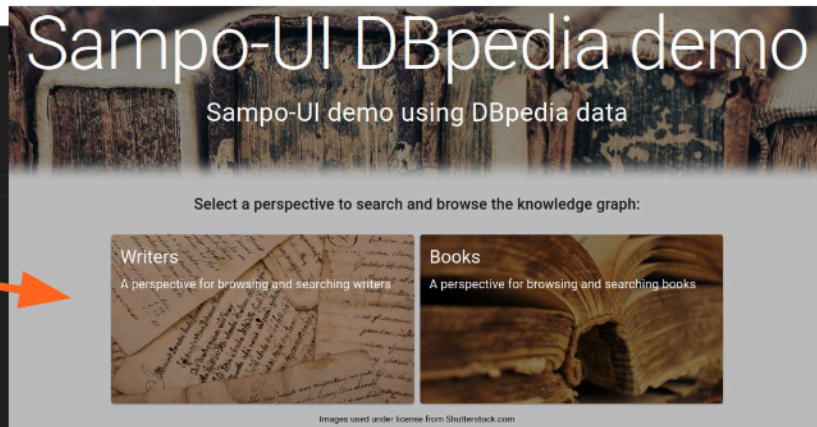 Sampo-UI DBpedia demo
Sampo-UI demo using DBpedia data
Select a perspective to search and browse the knowledge graph:
Writers
A perspective for browsing and searching writers
Books
A perspective for browsing and searching books
Images used under license from Shutterstock.com